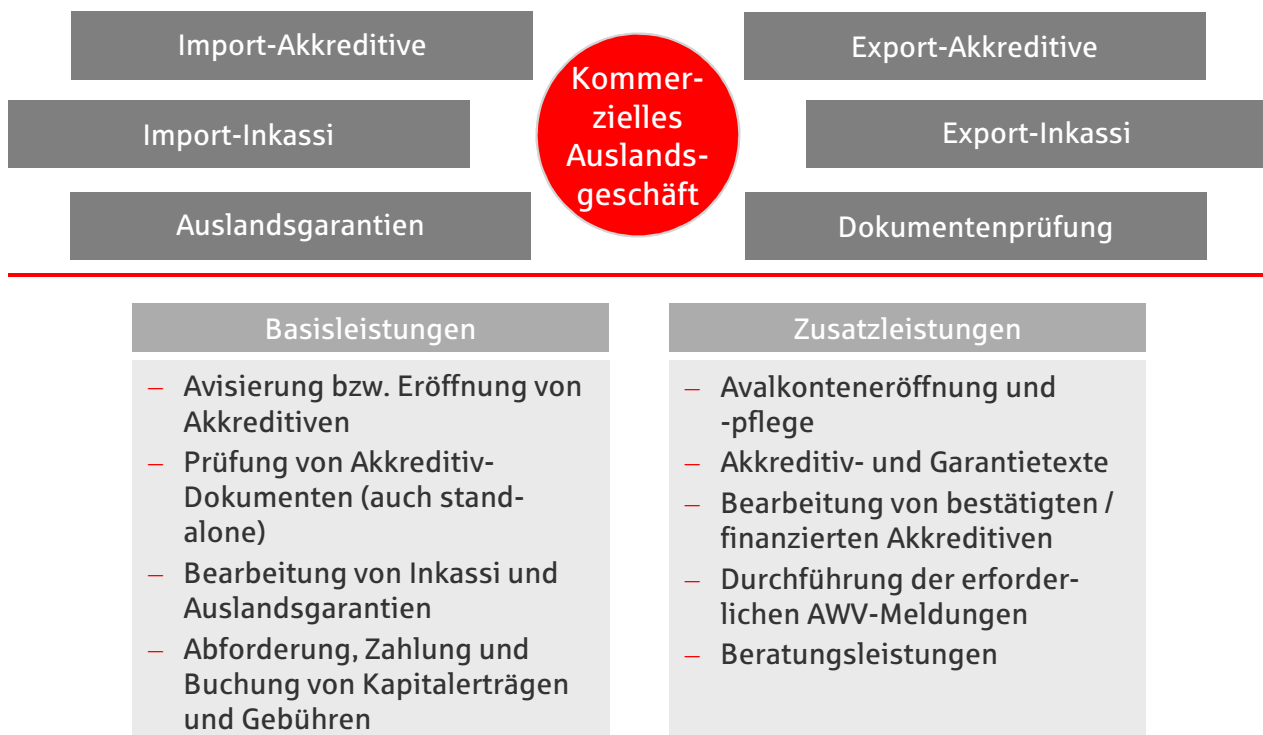 Import-Akkreditive
Import-Inkassi
Auslandsgarantien
Kommer-
zielles
Auslands-
geschäft
Export-Akkreditive
Export-Inkassi
Dokumentenprüfung
Basisleistungen
– Avisierung bzw. Eröffnung von
Akkreditiven
– Prüfung von Akkreditiv-
Dokumenten (auch stand-
alone)
– Bearbeitung von Inkassi und
Auslandsgarantien
– Abforderung, Zahlung und
Buchung von Kapitalerträgen
und Gebühren
Zusatzleistungen
– Avalkonteneröffnung und
-pflege
– Akkreditiv- und Garantietexte
– Bearbeitung von bestätigten /
finanzierten Akkreditiven
– Durchführung der erforder-
lichen AWV-Meldungen
– Beratungsleistungen